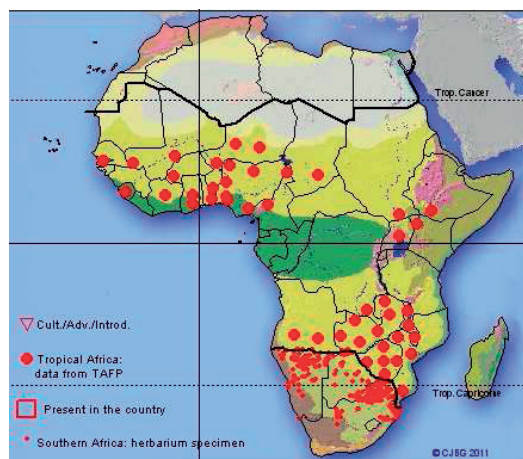 Trop. Cancer
Cult./Adv./Introd.
Tropical Africa:
data from TAFP
Present in the country
Southern Africa: herbarium specimen
Trop. Capricorne
© CJBG 2011